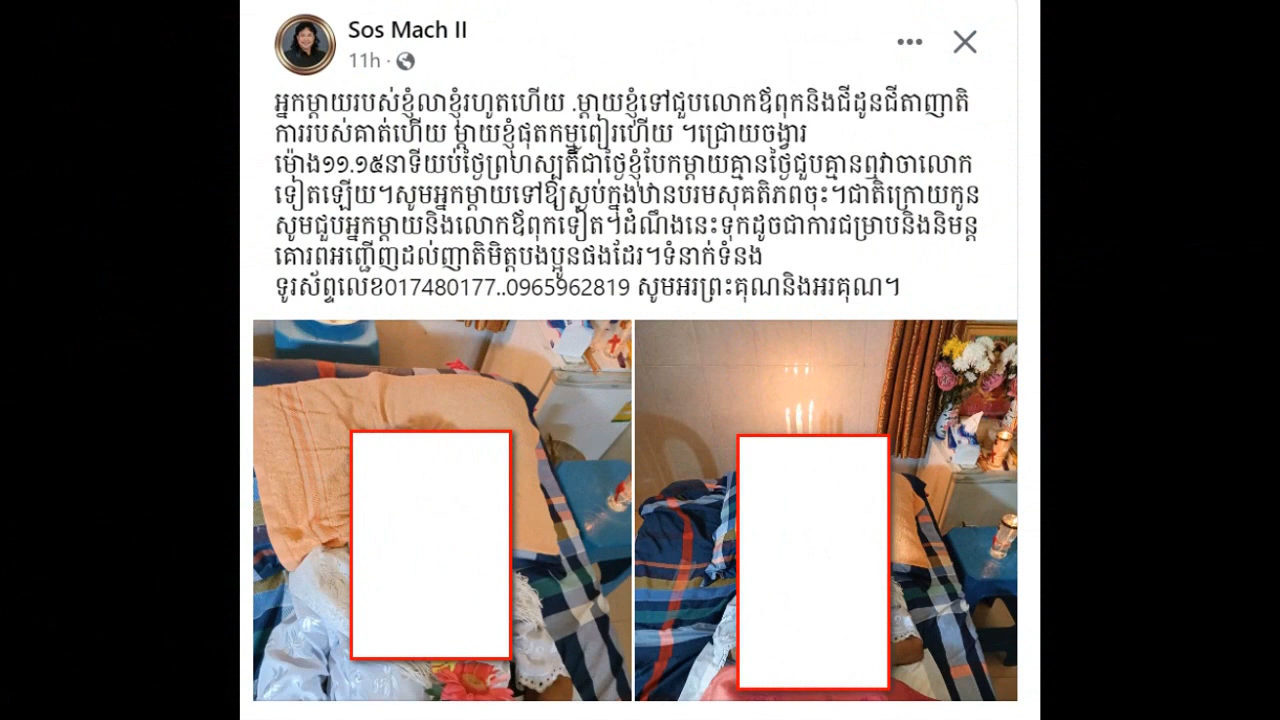 Sos Mach II
11h ·
អ្នកម្តាយរបស់ខ្ញុំលាខ្ញុំរហូតហើយ .ម្តាយខ្ញុំទៅជួបលោកឪពុកនិងជីដូនជីតាញាតិ
ការរបស់គាត់ហើយ ម្តាយខ្ញុំផុតកម្មពៀរហើយ ។ជ្រោយចង្វារ
ម៉ោង១១.១៥នាទីយប់ថ្ងៃព្រហស្បតិ៍ជាថ្ងៃខ្ញុំបែកម្តាយគ្មានថ្ងៃជួបគ្មានឮវាចាលោក
ទៀតឡើយ។សូមអ្នកម្តាយទៅឱ្យស្ងប់ក្នុងឋានបរមសុគតិភពចុះ។ជាតិក្រោយកូន
សូមជួបអ្នកម្តាយនិងលោកឪពុកទៀត។ដំណឹងនេះទុកដូចជាការជម្រាបនិងនិមន្ត
គោរពអញ្ជើញដល់ញាតិមិត្តបងប្អូនផងដែរ។ទំនាក់ទំនង
ទូរស័ព្ទលេខ017480177..0965962819 សូមអរព្រះគុណនិងអរគុណ។